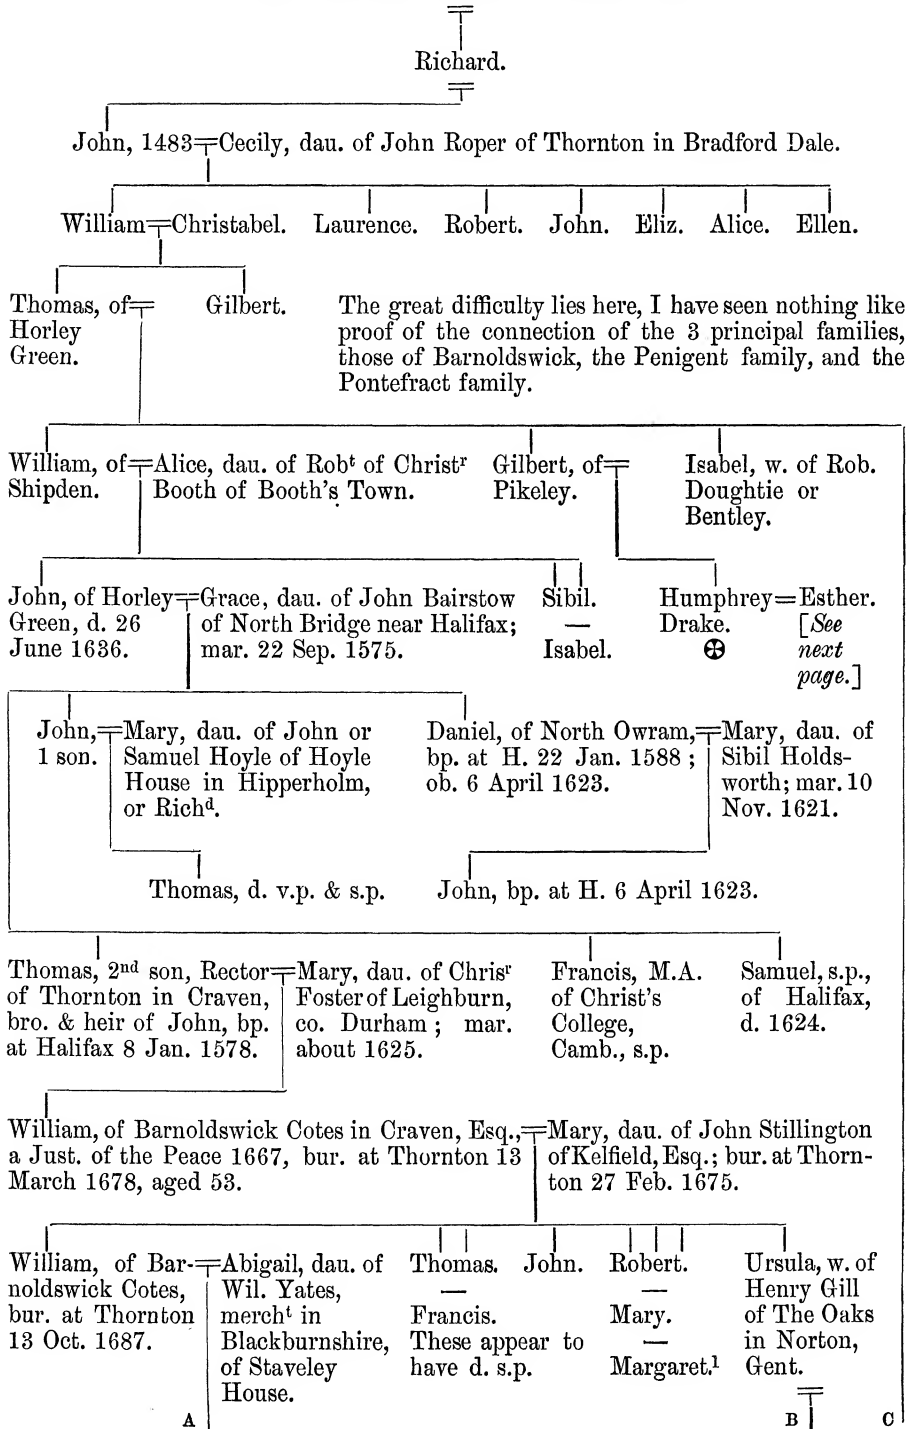 Richard.
John, 1483=Cecily, dau. of John Roper of Thornton in Bradford Dale.
William=Christabel. Laurence. Robert. John. Eliz. Alice. Ellen.
Thomas, of=
Horley
Green.
Gilbert.
The great difficulty lies here, I have seen nothing like
proof of the connection of the 3 principal families,
those of Barnoldswick, the Penigent family, and the
Pontefract family.
William, of=
Shipden.
Alice, dau. of Robᵗ of Christʳ
Booth of Booth's Town.
Gilbert, of=
Pikeley.
Isabel, w. of Rob.
Doughtie or
Bentley.
John, of Horley=
Green, d. 26
June 1636.
Grace, dau. of John Bairstow
of North Bridge near Halifax;
mar. 22 Sep. 1575.
Sibil.
—
Isabel.
Humphrey=
Drake.
✠
Esther.
[See
next
page.]
John,=
1 son.
Mary, dau. of John or
Samuel Hoyle of Hoyle
House in Hipperholm,
or Richᵈ.
Daniel, of North Owram,=
bp. at H. 22 Jan. 1588;
ob. 6 April 1623.
Mary, dau. of
Sibil Holds-
worth; mar. 10
Nov. 1621.
Thomas, d. v.p. & s.p.
John, bp. at H. 6 April 1623.
Thomas, 2ⁿᵈ son, Rector=
of Thornton in Craven,
bro. & heir of John, bp.
at Halifax 8 Jan. 1578.
Mary, dau. of Chrisʳ
Foster of Leighburn,
co. Durham; mar.
about 1625.
Francis, M.A.
of Christ's
College,
Camb., s.p.
Samuel, s.p.,
of Halifax,
d. 1624.
William, of Barnoldswick Cotes in Craven, Esq.,=
a Just. of the Peace 1667, bur. at Thornton 13
March 1678, aged 53.
Mary, dau. of John Stillington
of Kelfield, Esq.; bur. at Thorn-
ton 27 Feb. 1675.
William, of Bar-=
noldswick Cotes,
bur. at Thornton
13 Oct. 1687.
Abigail, dau. of
Wil. Yates,
merchᵗ in
Blackburnshire,
of Staveley
House.
Thomas. John.
—
Francis.
These appear to
have d. s.p.
Robert.
—
Mary.
—
Margaret.¹
Ursula, w. of
Henry Gill
of The Oaks
in Norton,
Gent.
A B C